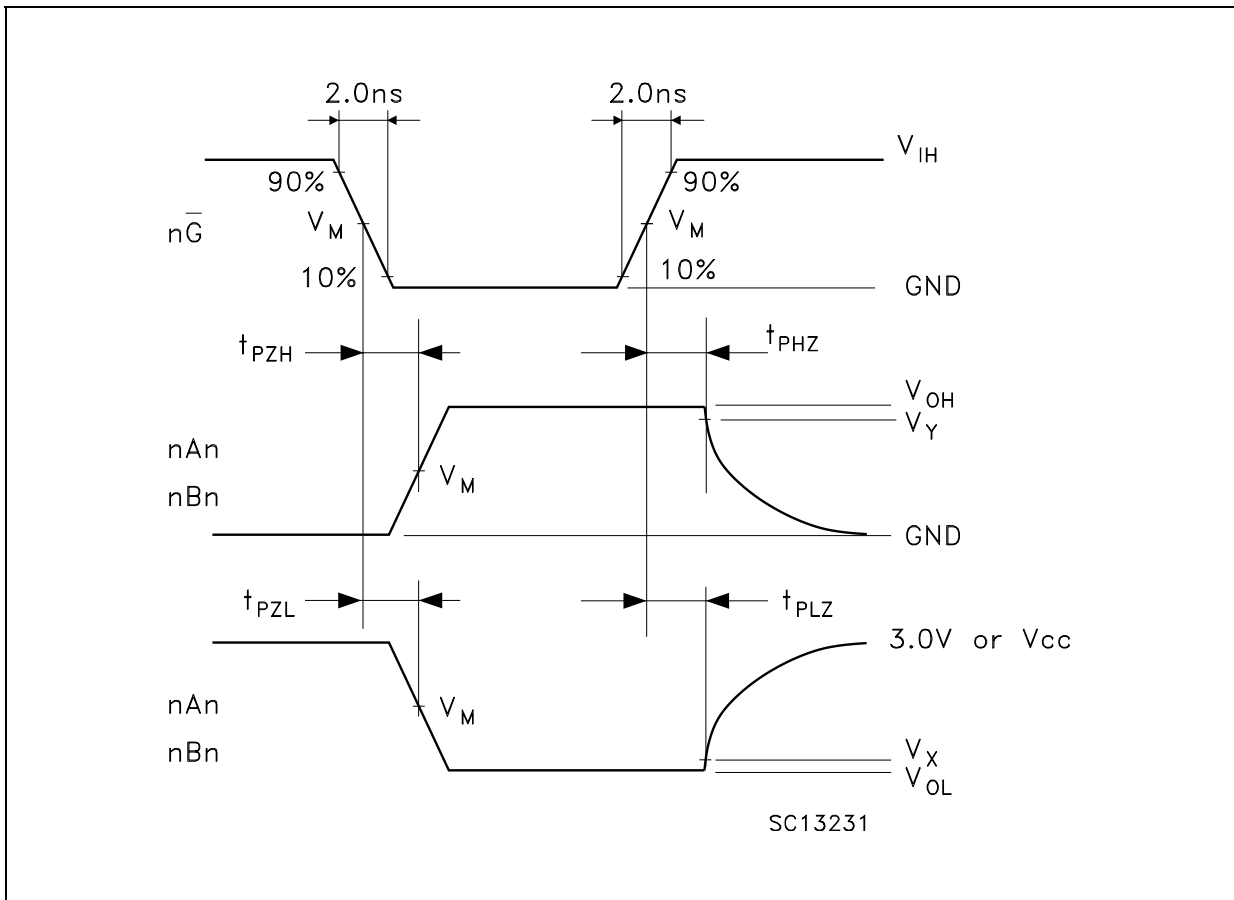 2.0ns 2.0ns
V_IH
90% 90%
nG̅ V_M V_M
10% 10%
GND
t_PZH t_PHZ
V_OH
V_Y
nAn
V_M
nBn
GND
t_PZL t_PLZ
3.0V or Vcc
nAn V_M
nBn
V_X
V_OL
SC13231